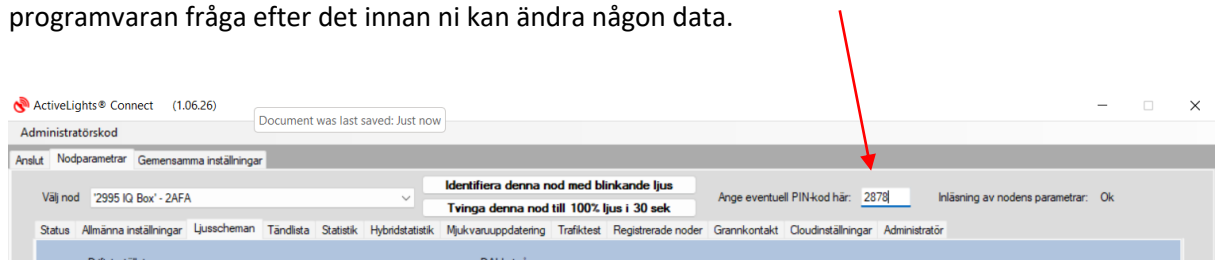 programvaran fråga efter det innan ni kan ändra någon data.
ActiveLights® Connect (1.06.26)
Document was last saved: Just now
Administratörskod
Anslut Nodparametrar Gemensamma inställningar
Identifiera denna nod med blinkande ljus
Välj nod '2995 IQ Box' - 2AFA Ange eventuell PIN-kod här: 2878 Inläsning av nodens parametrar: Ok
Tvinga denna nod till 100% ljus i 30 sek
Status Allmänna inställningar Ljusscheman Tändlista Statistik Hybridstatistik Mjukvaruuppdatering Trafiktest Registrerade noder Grannkontakt Cloudinställningar Administratör